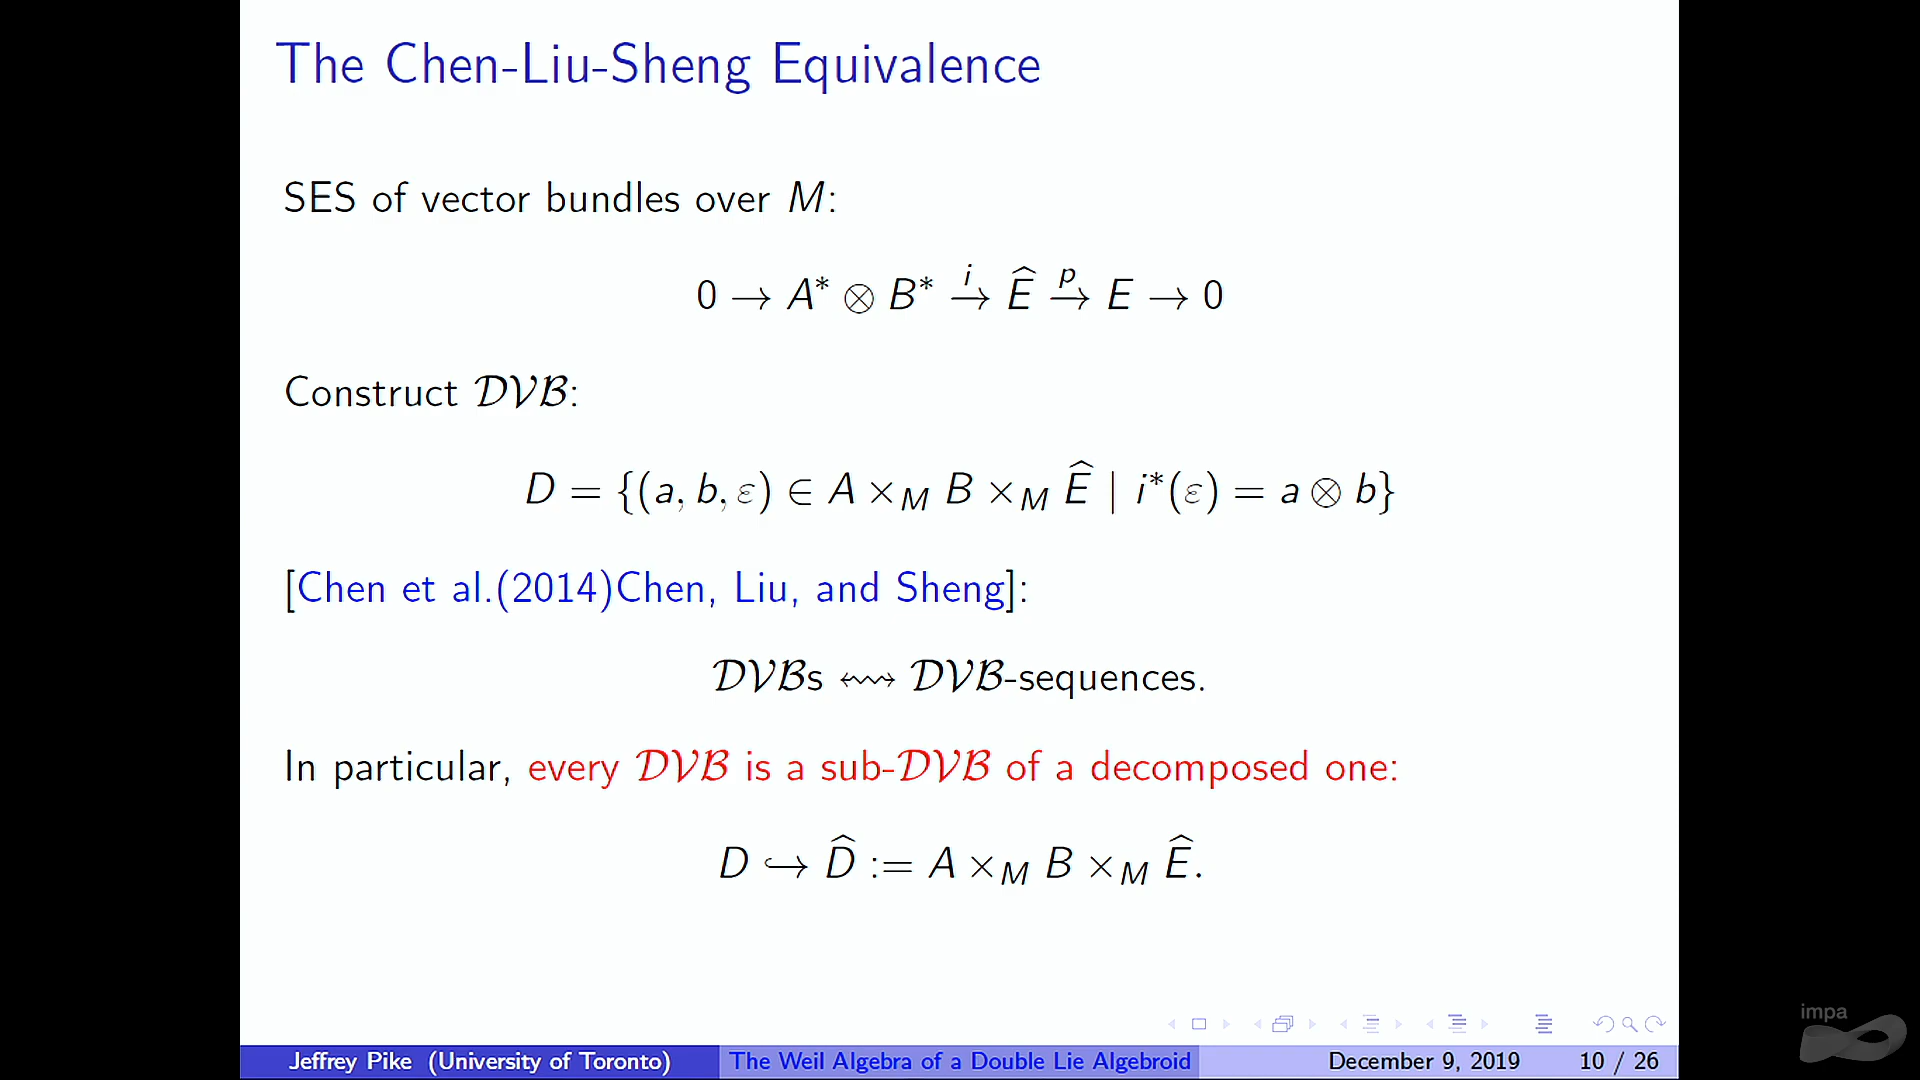 The Chen-Liu-Sheng Equivalence
SES of vector bundles over M:
0 → A* ⊗ B* →^i Ê →^p E → 0
Construct 𝒟𝒱ℬ:
D = {(a, b, ε) ∈ A ×_M B ×_M Ê | i*(ε) = a ⊗ b}
[Chen et al.(2014)Chen, Liu, and Sheng]:
𝒟𝒱ℬs ↭ 𝒟𝒱ℬ-sequences.
In particular, every 𝒟𝒱ℬ is a sub-𝒟𝒱ℬ of a decomposed one:
D ↪ D̂ := A ×_M B ×_M Ê.
impa
Jeffrey Pike (University of Toronto) The Weil Algebra of a Double Lie Algebroid December 9, 2019 10 / 26